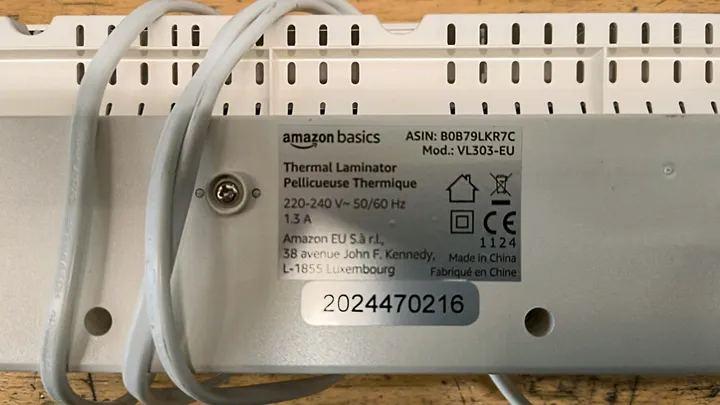 amazon basics
ASIN: B0B79LKR7C
Mod.: VL303-EU
Thermal Laminator
Pellicueuse Thermique
220-240 V~ 50/60 Hz
1.3 A
Amazon EU S.à r.l.,
38 avenue John F. Kennedy,
L-1855 Luxembourg
CE
1124
Made in China
Fabriqué en Chine
2024470216